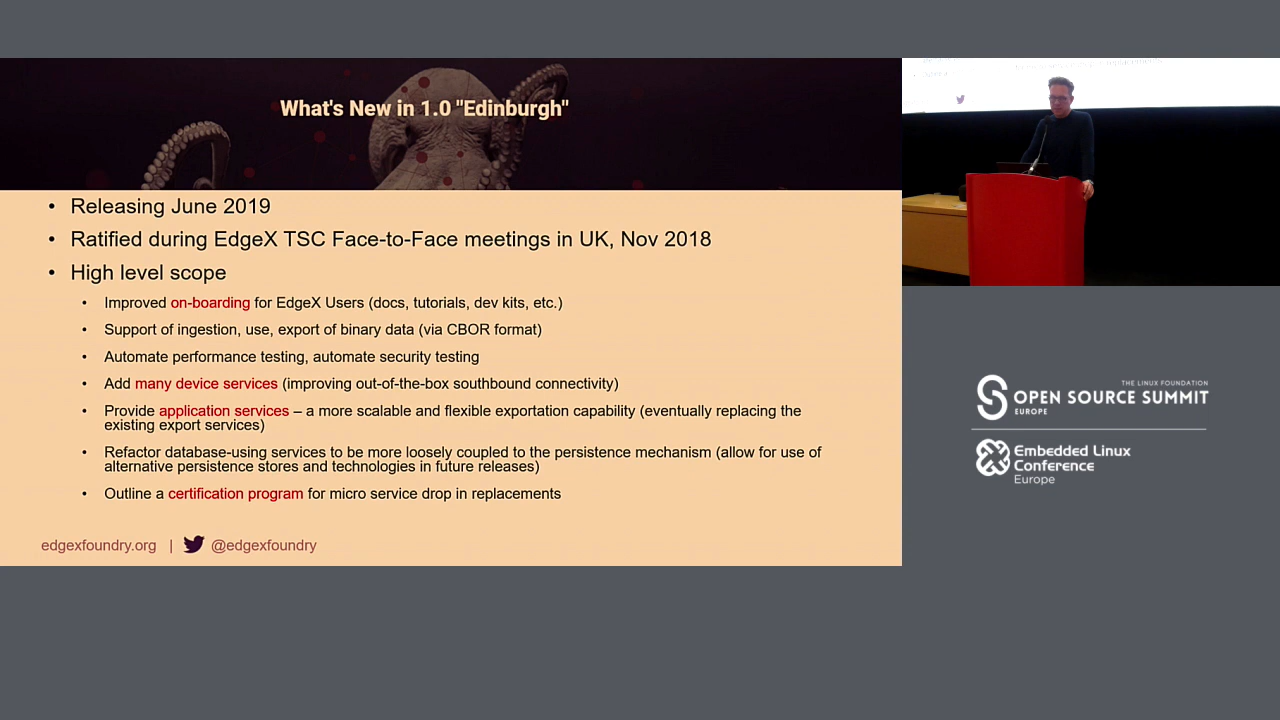 What's New in 1.0 "Edinburgh"
• Releasing June 2019
• Ratified during EdgeX TSC Face-to-Face meetings in UK, Nov 2018
• High level scope
• Improved on-boarding for EdgeX Users (docs, tutorials, dev kits, etc.)
• Support of ingestion, use, export of binary data (via CBOR format)
• Automate performance testing, automate security testing
• Add many device services (improving out-of-the-box southbound connectivity)
• Provide application services – a more scalable and flexible exportation capability (eventually replacing the
existing export services)
• Refactor database-using services to be more loosely coupled to the persistence mechanism (allow for use of
alternative persistence stores and technologies in future releases)
• Outline a certification program for micro service drop in replacements
edgexfoundry.org | @edgexfoundry
THE LINUX FOUNDATION
OPEN SOURCE SUMMIT
EUROPE
Embedded Linux
Conference
Europe